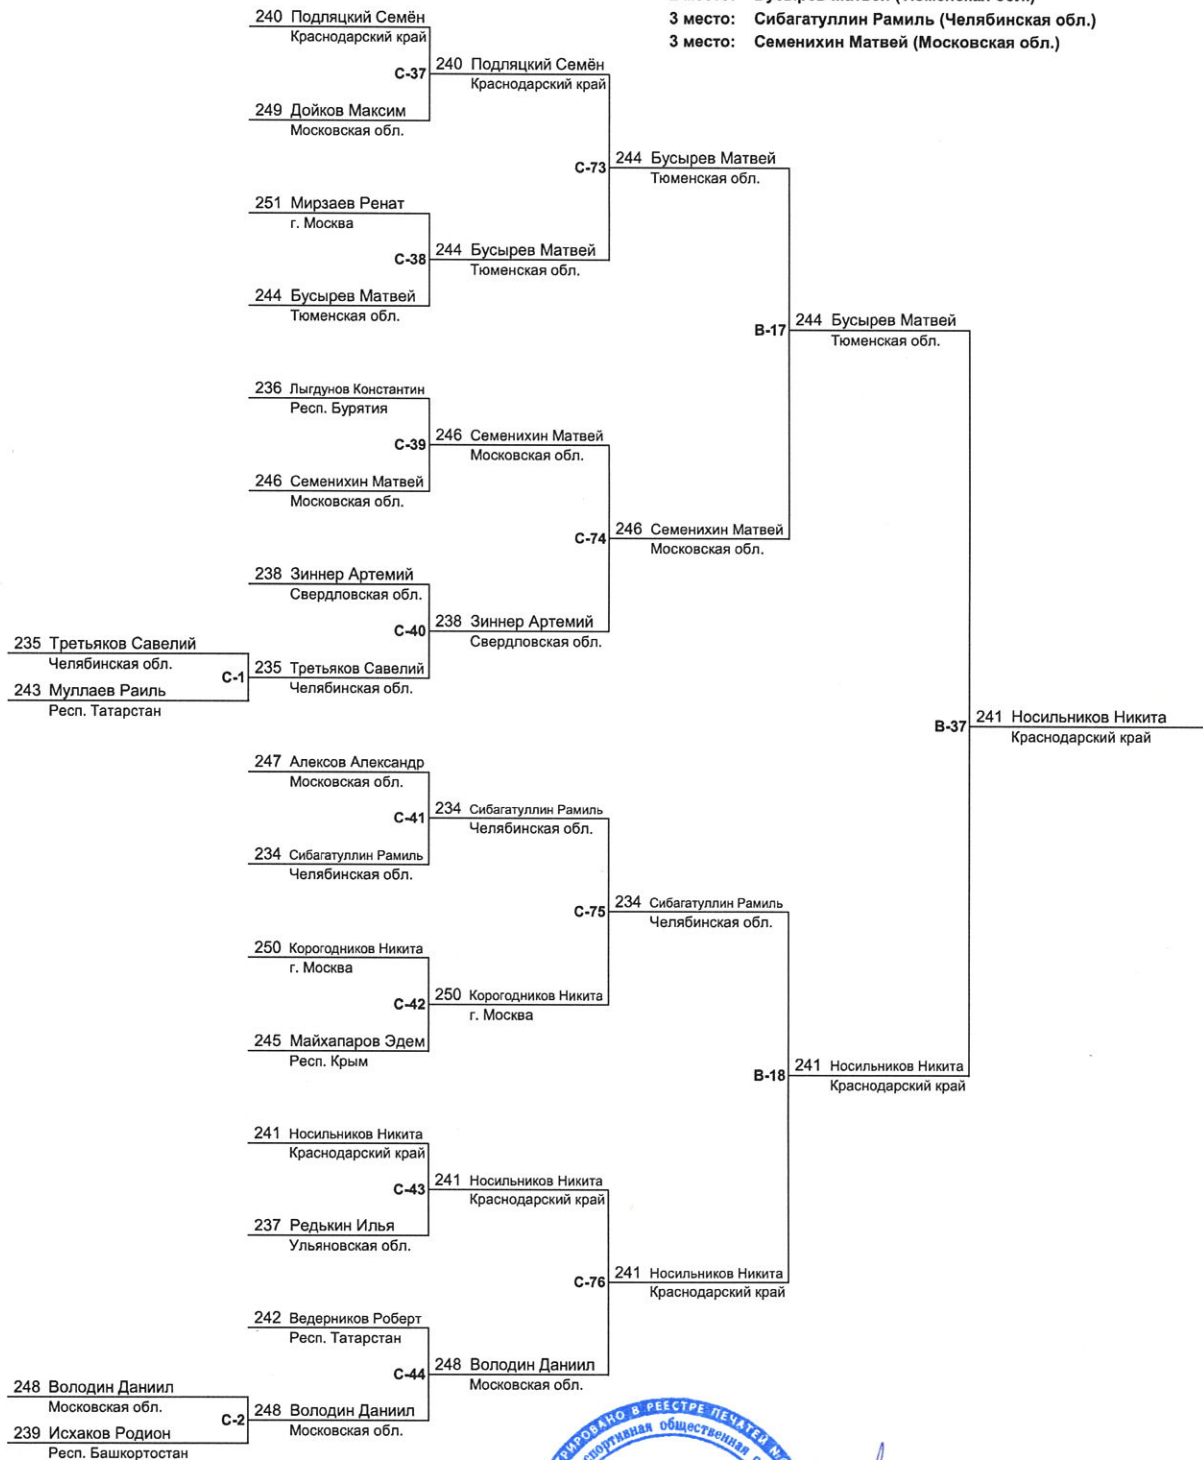 3 место: Сибагатуллин Рамиль (Челябинская обл.)
3 место: Семенихин Матвей (Московская обл.)
240 Подляцкий Семён
Краснодарский край
C-37
240 Подляцкий Семён
Краснодарский край
249 Дойков Максим
Московская обл.
C-73
244 Бусырев Матвей
Тюменская обл.
251 Мирзаев Ренат
г. Москва
C-38
244 Бусырев Матвей
Тюменская обл.
244 Бусырев Матвей
Тюменская обл.
B-17
244 Бусырев Матвей
Тюменская обл.
236 Лыгдунов Константин
Респ. Бурятия
C-39
246 Семенихин Матвей
Московская обл.
246 Семенихин Матвей
Московская обл.
C-74
246 Семенихин Матвей
Московская обл.
238 Зиннер Артемий
Свердловская обл.
C-40
238 Зиннер Артемий
Свердловская обл.
235 Третьяков Савелий
Челябинская обл.
C-1
235 Третьяков Савелий
Челябинская обл.
243 Муллаев Раиль
Респ. Татарстан
B-37
241 Носильников Никита
Краснодарский край
247 Алексов Александр
Московская обл.
C-41
234 Сибагатуллин Рамиль
Челябинская обл.
234 Сибагатуллин Рамиль
Челябинская обл.
C-75
234 Сибагатуллин Рамиль
Челябинская обл.
250 Корогодников Никита
г. Москва
C-42
250 Корогодников Никита
г. Москва
245 Майхапаров Эдем
Респ. Крым
B-18
241 Носильников Никита
Краснодарский край
241 Носильников Никита
Краснодарский край
C-43
241 Носильников Никита
Краснодарский край
237 Редькин Илья
Ульяновская обл.
C-76
241 Носильников Никита
Краснодарский край
242 Ведерников Роберт
Респ. Татарстан
C-44
248 Володин Даниил
Московская обл.
248 Володин Даниил
Московская обл.
C-2
248 Володин Даниил
Московская обл.
239 Исхаков Родион
Респ. Башкортостан
В РЕЕСТРЕ ПЕЧАТЕЙ
спортивная общественная